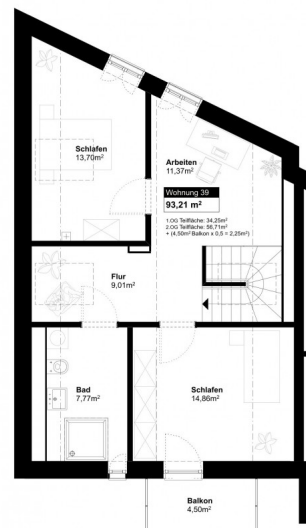 Schlafen
13,70m²
Arbeiten
11,37m²
Wohnung 39
93,21 m²
1.OG Teilfläche: 34,25m²
2.OG Teilfläche: 56,71m²
+ (4,50m² Balkon x 0,5 = 2,25m²)
Flur
9,01m²
Bad
7,77m²
Schlafen
14,86m²
Balkon
4,50m²